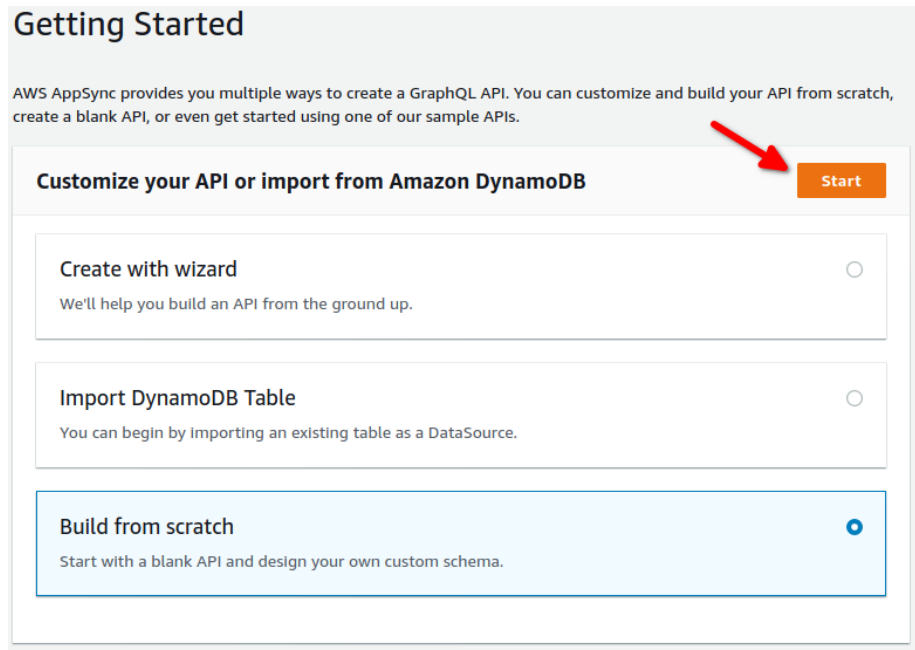 Getting Started
AWS AppSync provides you multiple ways to create a GraphQL API. You can customize and build your API from scratch,
create a blank API, or even get started using one of our sample APIs.
Customize your API or import from Amazon DynamoDB
Start
Create with wizard
We'll help you build an API from the ground up.
Import DynamoDB Table
You can begin by importing an existing table as a DataSource.
Build from scratch
Start with a blank API and design your own custom schema.